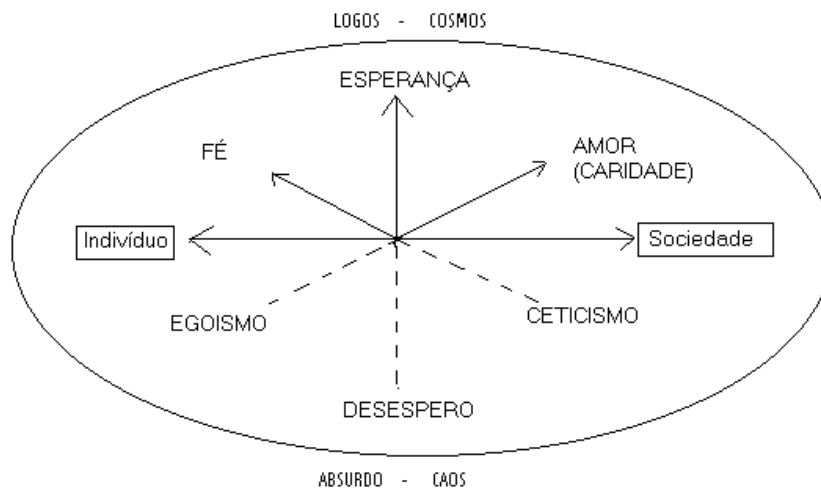 LOGOS - COSMOS
ESPERANÇA
FÉ
AMOR
(CARIDADE)
Indivíduo
Sociedade
EGOISMO
CETICISMO
DESESPERO
ABSURDO - CAOS